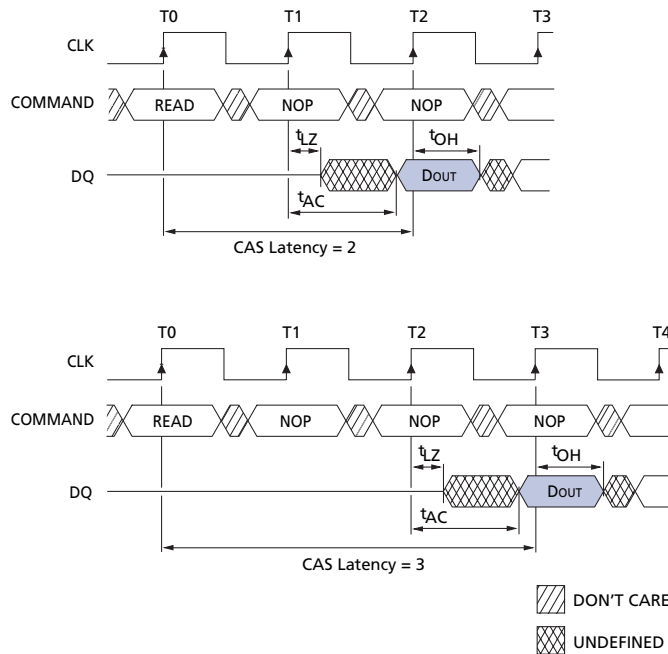 T0 T1 T2 T3
CLK
COMMAND READ NOP NOP
tLZ tOH
DQ DOUT
tAC
CAS Latency = 2
T0 T1 T2 T3 T4
CLK
COMMAND READ NOP NOP NOP
tLZ tOH
DQ DOUT
tAC
CAS Latency = 3
DON'T CARE
UNDEFINED